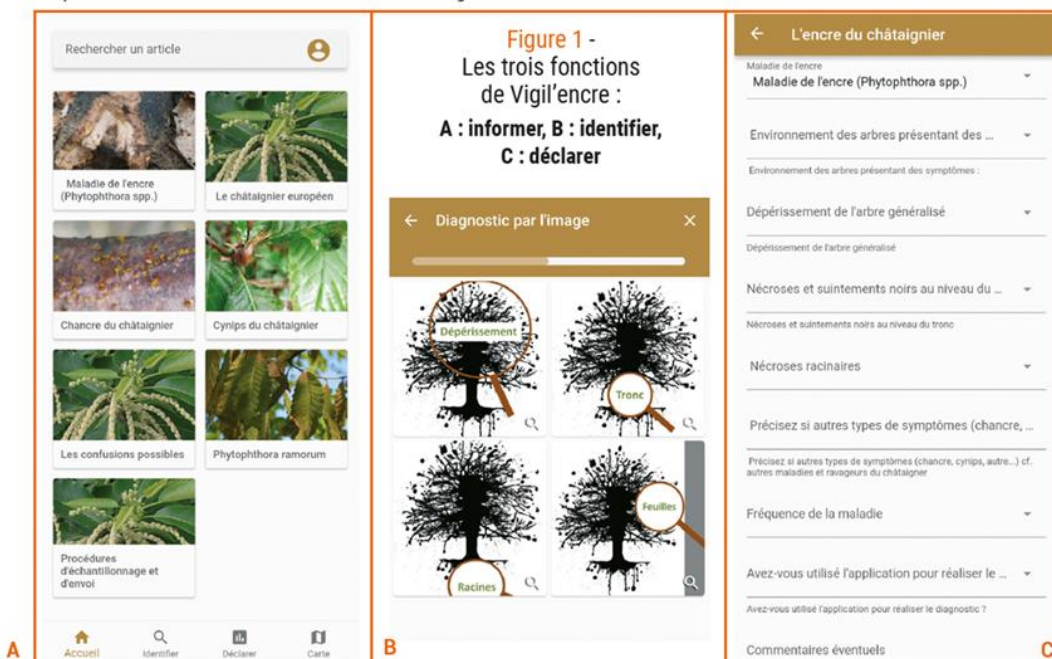 Rechercher un article
Maladie de l'encre
(Phytophthora spp.)
Le châtaignier européen
Chancre du châtaignier
Cynips du châtaignier
Les confusions possibles
Phytophthora ramorum
Procédures
d'échantillonnage et
d'envoi
Accueil
Identifier
Déclarer
Carte
A
Figure 1 -
Les trois fonctions
de Vigil'encre :
A : informer, B : identifier,
C : déclarer
Diagnostic par l'image
Dépérissement
Tronc
Racines
Feuilles
B
L'encre du châtaignier
Maladie de l'encre
Maladie de l'encre (Phytophthora spp.)
Environnement des arbres présentant des ...
Environnement des arbres présentant des symptômes :
Dépérissement de l'arbre généralisé
Dépérissement de l'arbre généralisé
Nécroses et suintements noirs au niveau du ...
Nécroses et suintements noirs au niveau du tronc
Nécroses racinaires
Précisez si autres types de symptômes (chancre, ...
Précisez si autres types de symptômes (chancre, cynips, autre...) cf.
autres maladies et ravageurs du châtaignier
Fréquence de la maladie
Avez-vous utilisé l'application pour réaliser le ...
Avez-vous utilisé l'application pour réaliser le diagnostic ?
Commentaires éventuels
C